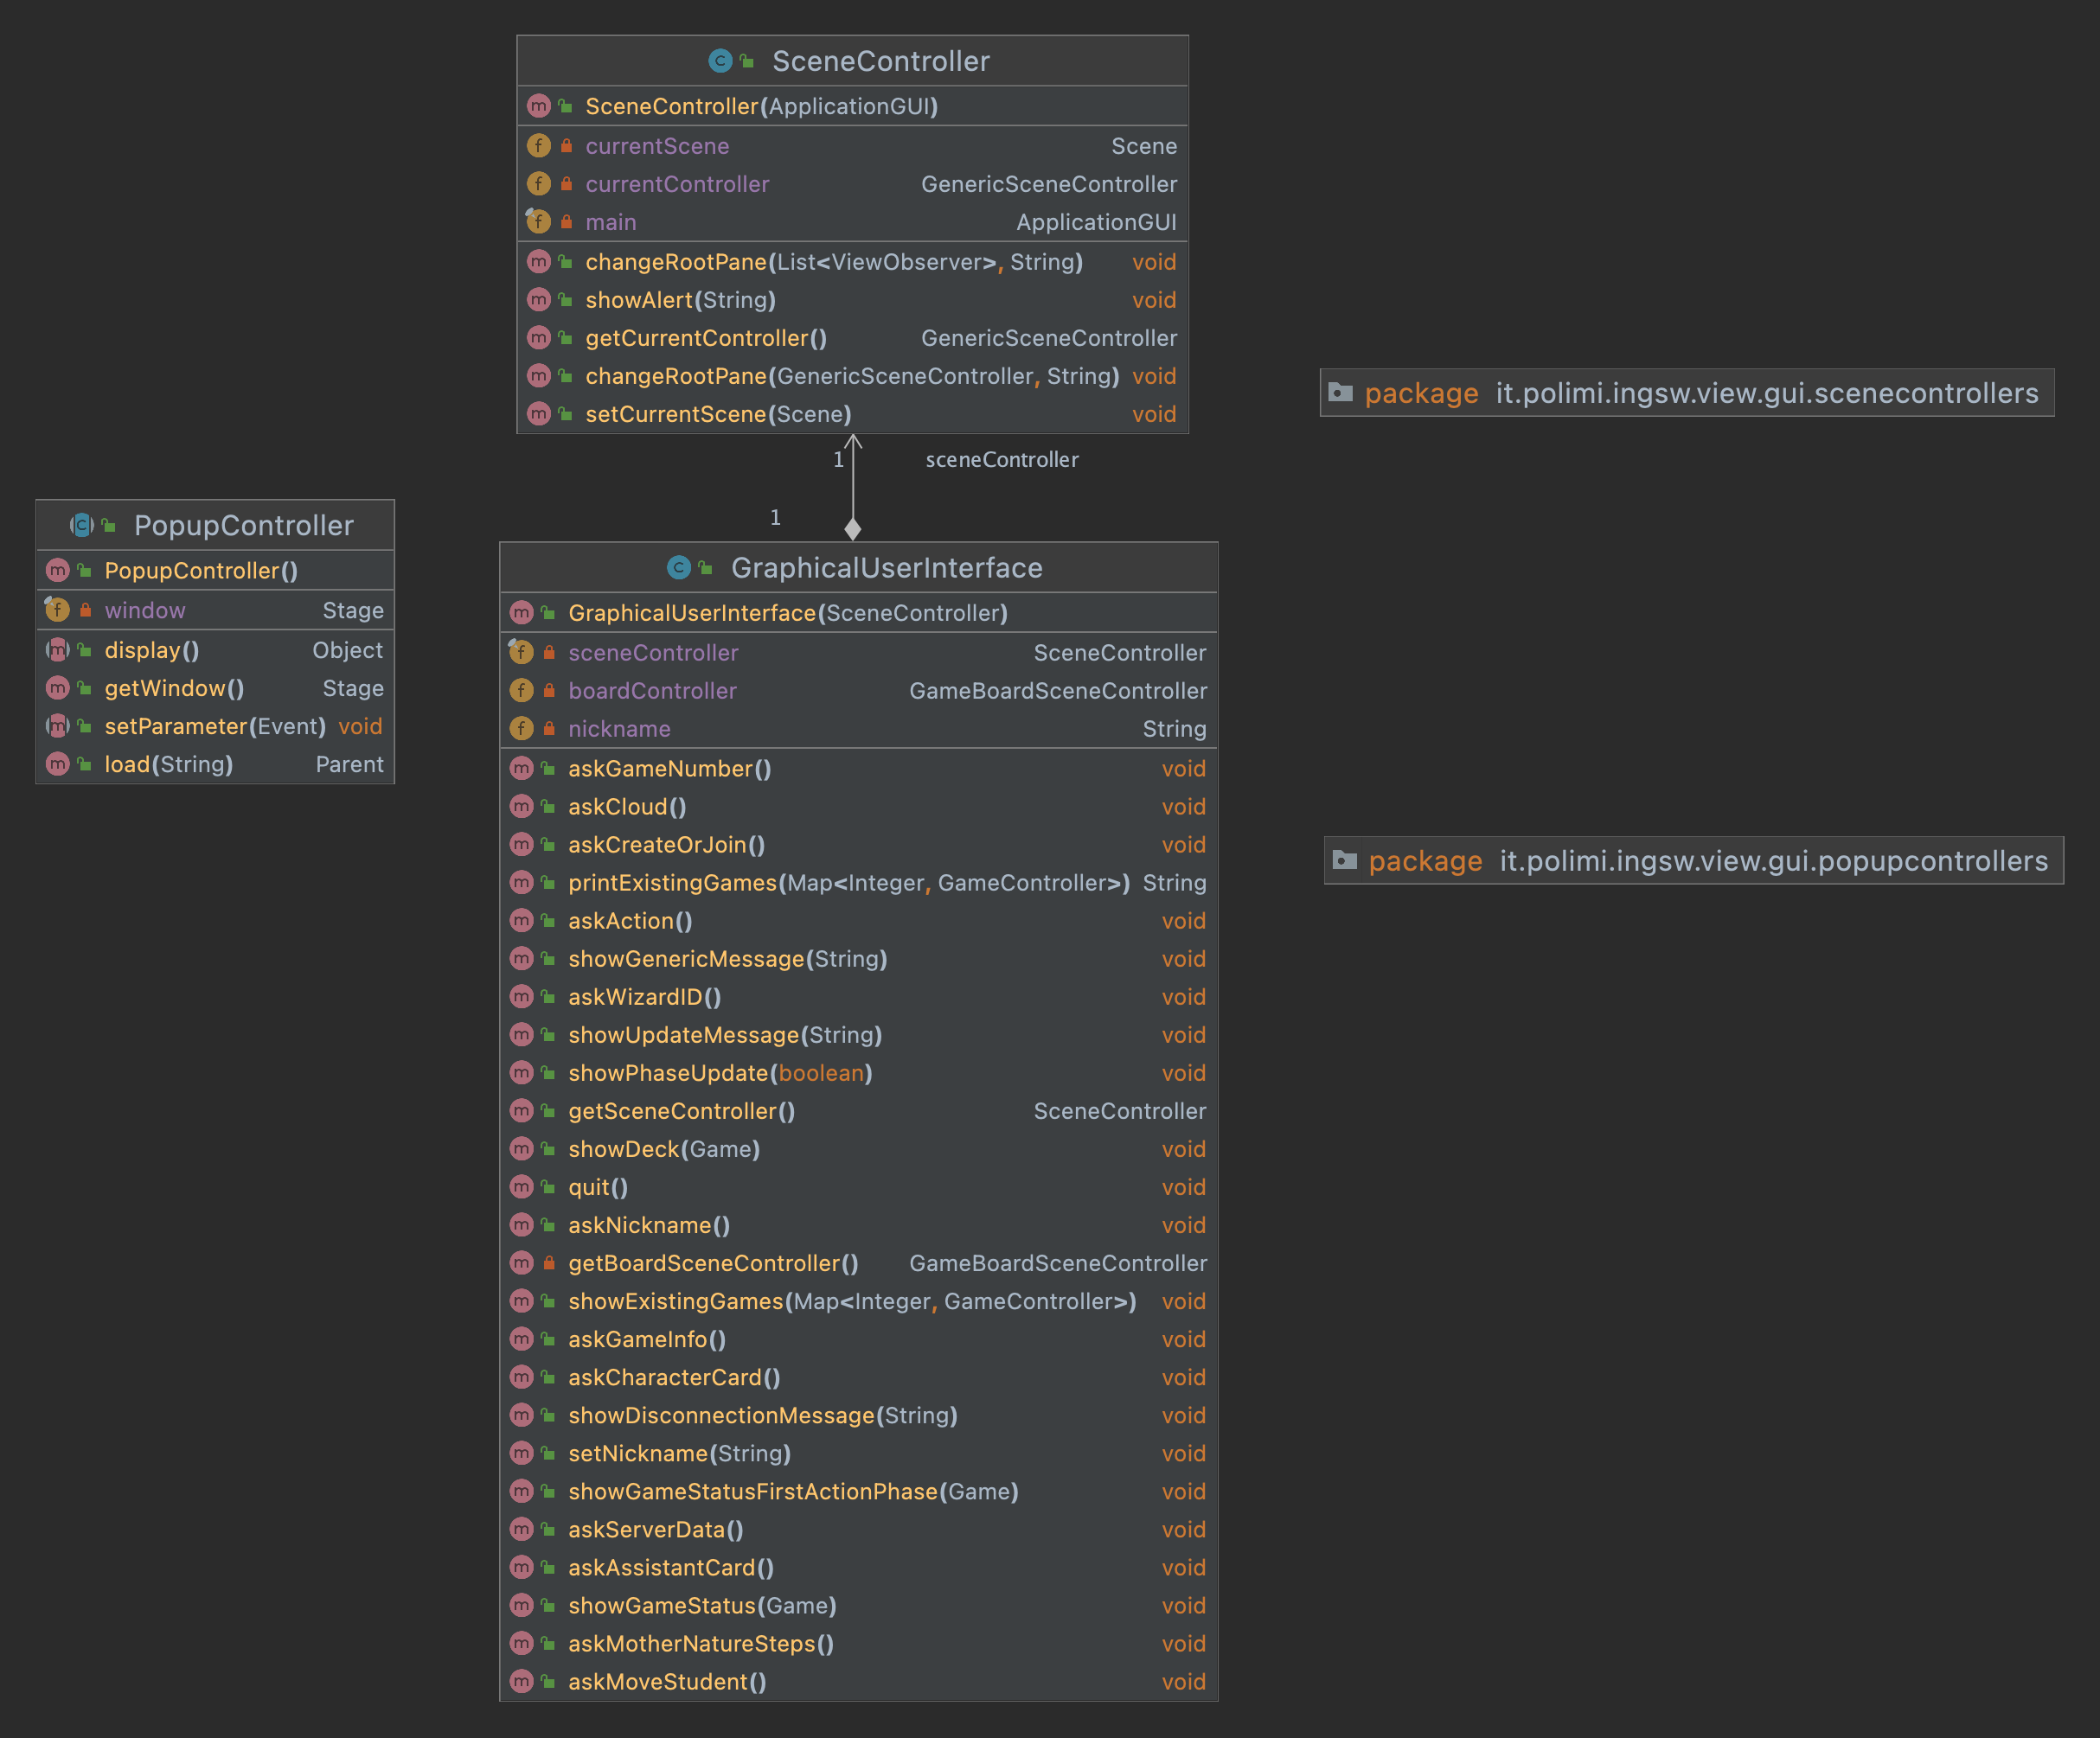 SceneController
SceneController(ApplicationGUI)
currentScene Scene
currentController GenericSceneController
main ApplicationGUI
changeRootPane(List<ViewObserver>, String) void
showAlert(String) void
getCurrentController() GenericSceneController
changeRootPane(GenericSceneController, String) void
setCurrentScene(Scene) void
1 sceneController
1
package it.polimi.ingsw.view.gui.scenecontrollers
PopupController
PopupController()
window Stage
display() Object
getWindow() Stage
setParameter(Event) void
load(String) Parent
GraphicalUserInterface
GraphicalUserInterface(SceneController)
sceneController SceneController
boardController GameBoardSceneController
nickname String
askGameNumber() void
askCloud() void
askCreateOrJoin() void
printExistingGames(Map<Integer, GameController>) String
askAction() void
showGenericMessage(String) void
askWizardID() void
showUpdateMessage(String) void
showPhaseUpdate(boolean) void
getSceneController() SceneController
showDeck(Game) void
quit() void
askNickname() void
getBoardSceneController() GameBoardSceneController
showExistingGames(Map<Integer, GameController>) void
askGameInfo() void
askCharacterCard() void
showDisconnectionMessage(String) void
setNickname(String) void
showGameStatusFirstActionPhase(Game) void
askServerData() void
askAssistantCard() void
showGameStatus(Game) void
askMotherNatureSteps() void
askMoveStudent() void
package it.polimi.ingsw.view.gui.popupcontrollers